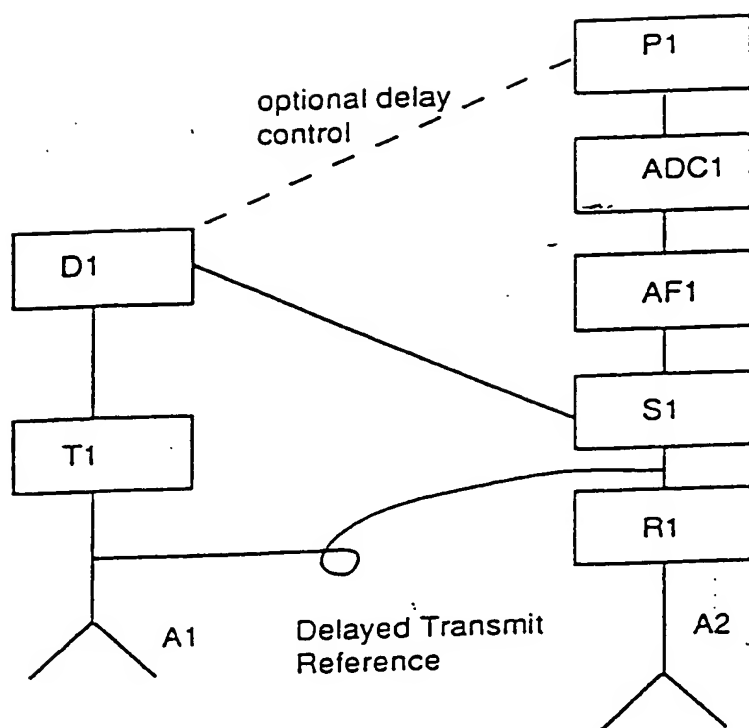 P1
optional delay
control
ADC1
D1
AF1
S1
T1
R1
A1
Delayed Transmit
Reference
A2